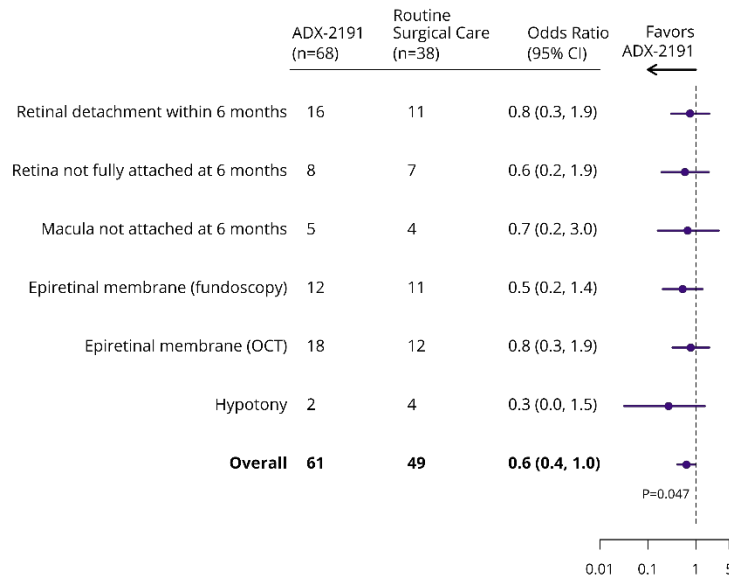 ADX-2191
(n=68)
Routine
Surgical Care
(n=38)
Odds Ratio
(95% CI)
Favors
ADX-2191
Retinal detachment within 6 months 16 11 0.8 (0.3, 1.9)
Retina not fully attached at 6 months 8 7 0.6 (0.2, 1.9)
Macula not attached at 6 months 5 4 0.7 (0.2, 3.0)
Epiretinal membrane (fundoscopy) 12 11 0.5 (0.2, 1.4)
Epiretinal membrane (OCT) 18 12 0.8 (0.3, 1.9)
Hypotony 2 4 0.3 (0.0, 1.5)
Overall 61 49 0.6 (0.4, 1.0)
P=0.047
0.01 0.1 1 5